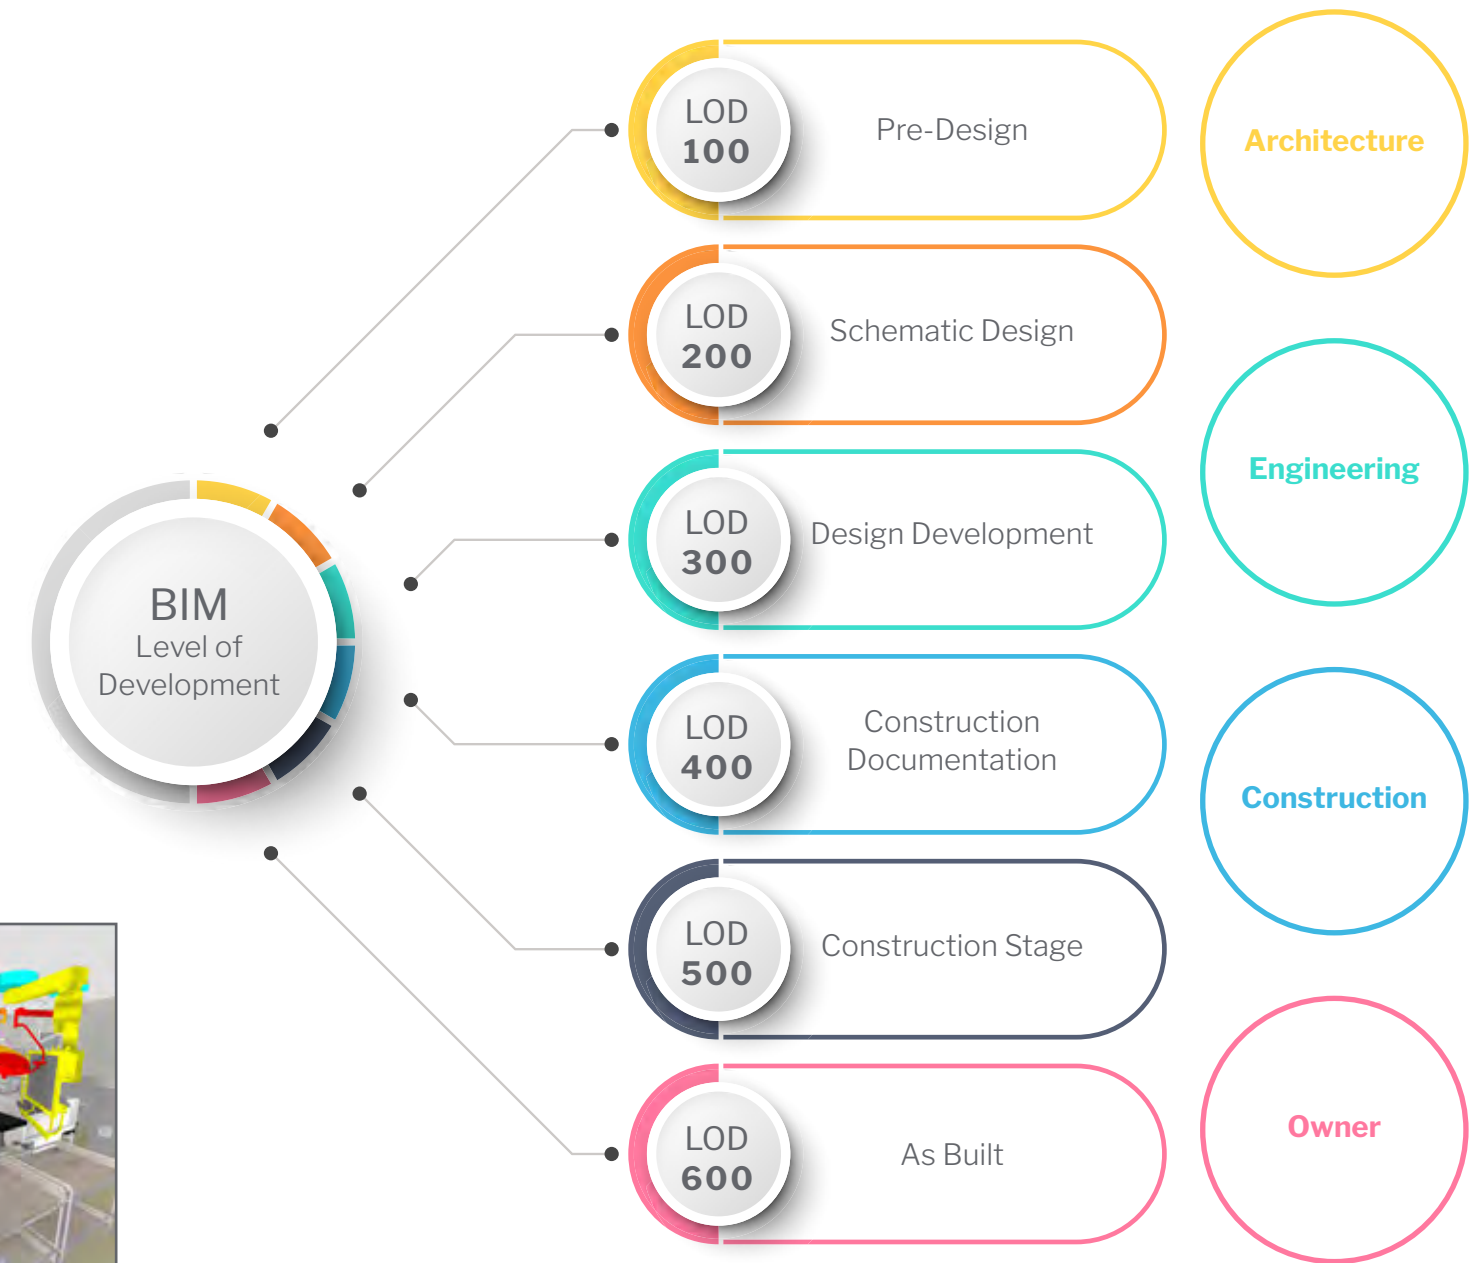 BIM
Level of
Development
LOD
100
Pre-Design
LOD
200
Schematic Design
LOD
300
Design Development
LOD
400
Construction
Documentation
LOD
500
Construction Stage
LOD
600
As Built
Architecture
Engineering
Construction
Owner